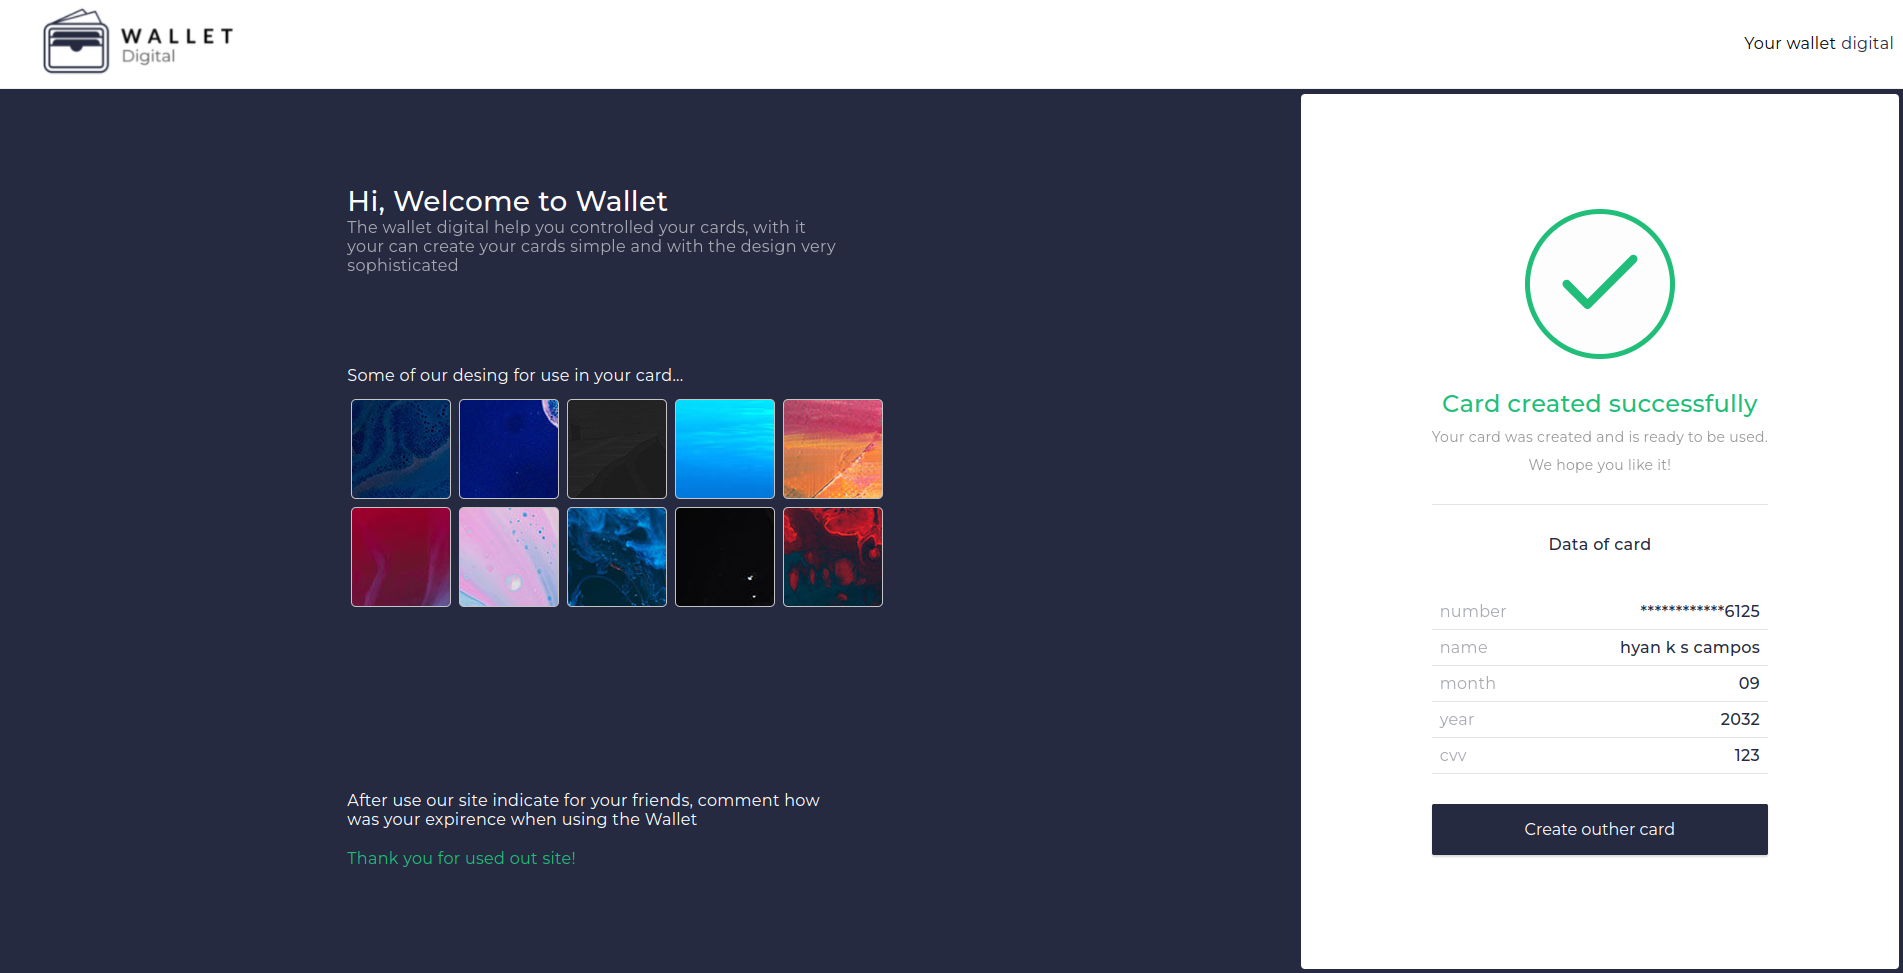 WALLET
Digital
Your wallet digital
Hi, Welcome to Wallet
The wallet digital help you controlled your cards, with it
your can create your cards simple and with the design very
sophisticated
Some of our desing for use in your card...
After use our site indicate for your friends, comment how
was your expirence when using the Wallet
Thank you for used out site!
Card created successfully
Your card was created and is ready to be used.
We hope you like it!
Data of card
number ************6125
name hyan k s campos
month 09
year 2032
cvv 123
Create outher card